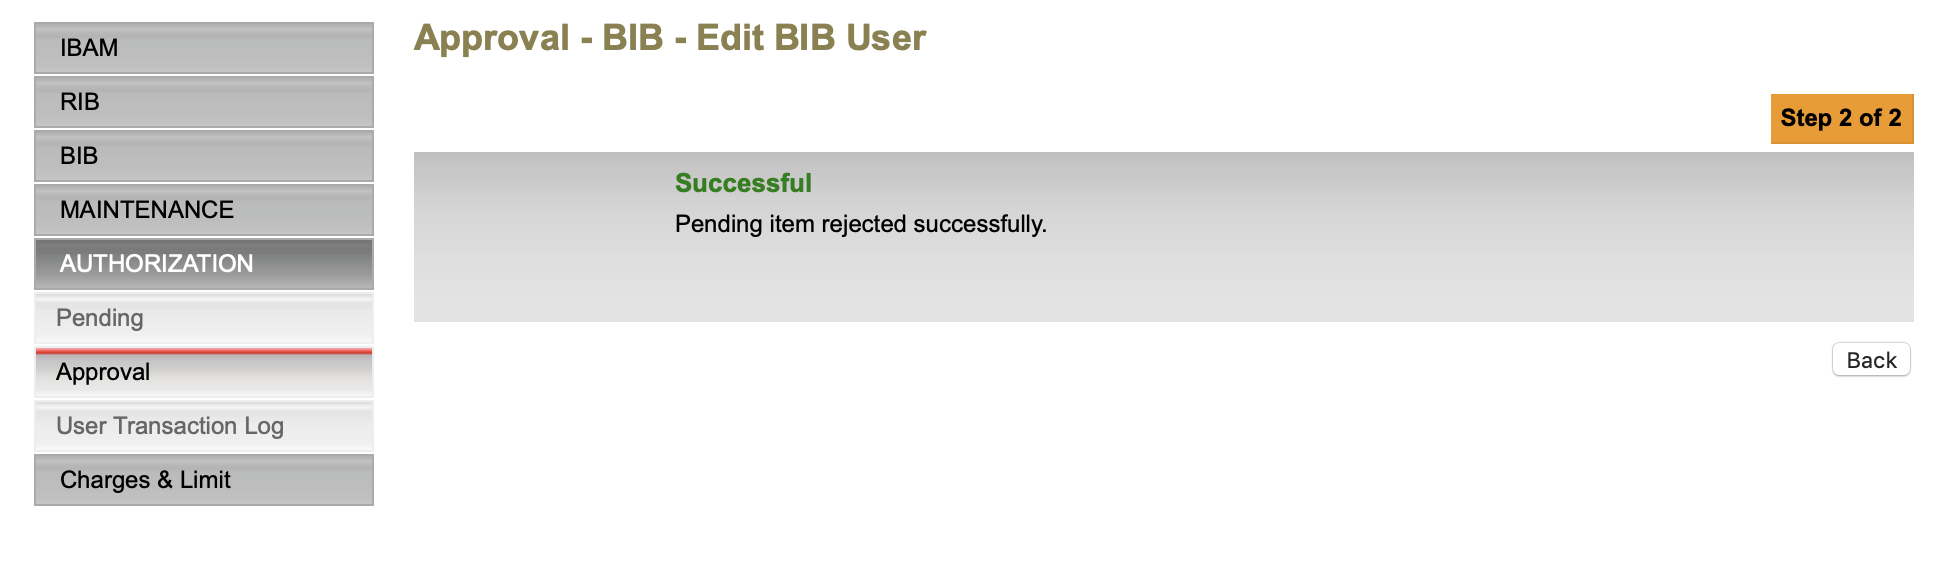 IBAM
RIB
BIB
MAINTENANCE
AUTHORIZATION
Pending
Approval
User Transaction Log
Charges & Limit
Approval - BIB - Edit BIB User
Step 2 of 2
Successful
Pending item rejected successfully.
Back